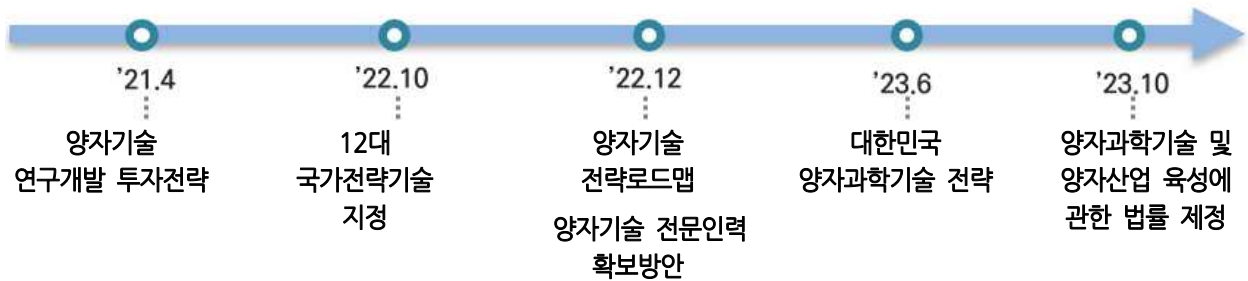 '21.4
양자기술
연구개발 투자전략
'22.10
12대
국가전략기술
지정
'22.12
양자기술
전략로드맵
양자기술 전문인력
확보방안
'23.6
대한민국
양자과학기술 전략
'23.10
양자과학기술 및
양자산업 육성에
관한 법률 제정